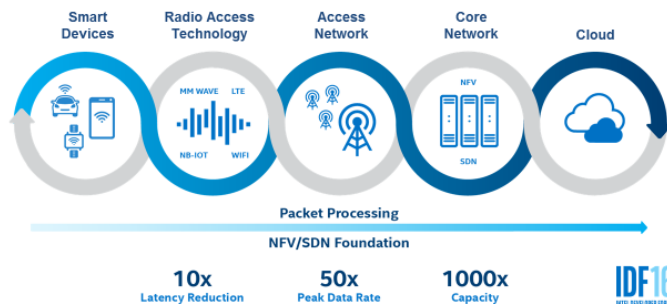 Smart
Devices
Radio Access
Technology
Access
Network
Core
Network
Cloud
MM WAVE LTE
NB-IOT WIFI
NFV
SDN
Packet Processing
NFV/SDN Foundation
10x
Latency Reduction
50x
Peak Data Rate
1000x
Capacity
IDF16